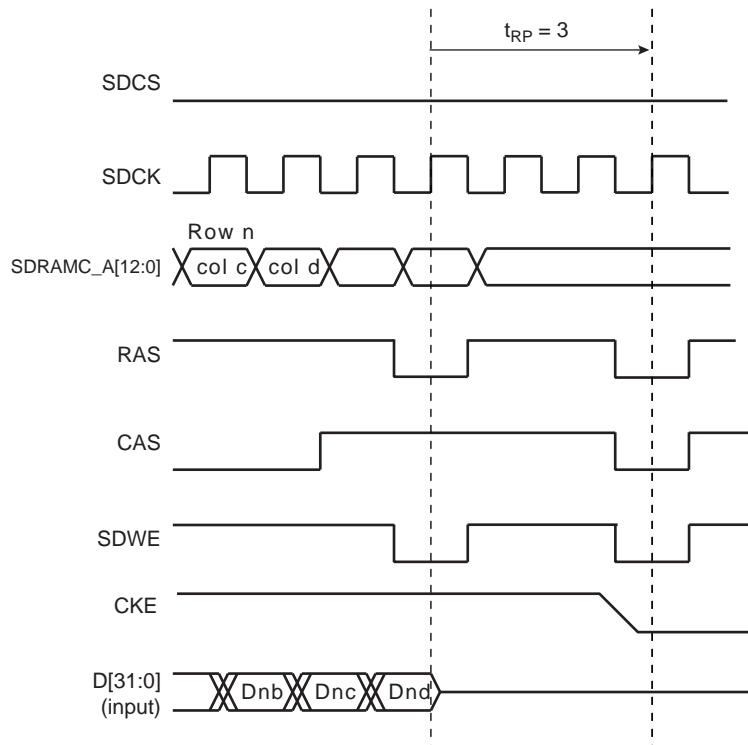 t_RP = 3
SDCS
SDCK
Row n
SDRAMC_A[12:0]
col c col d
RAS
CAS
SDWE
CKE
D[31:0]
(input)
Dnb Dnc Dnd